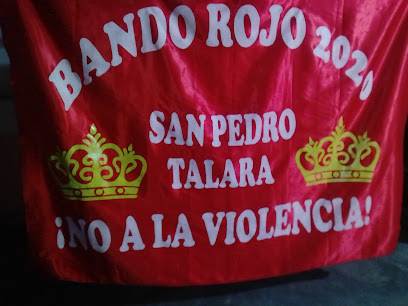 BANDO ROJO 2020
SAN PEDRO
TALARA
¡NO A LA VIOLENCIA!